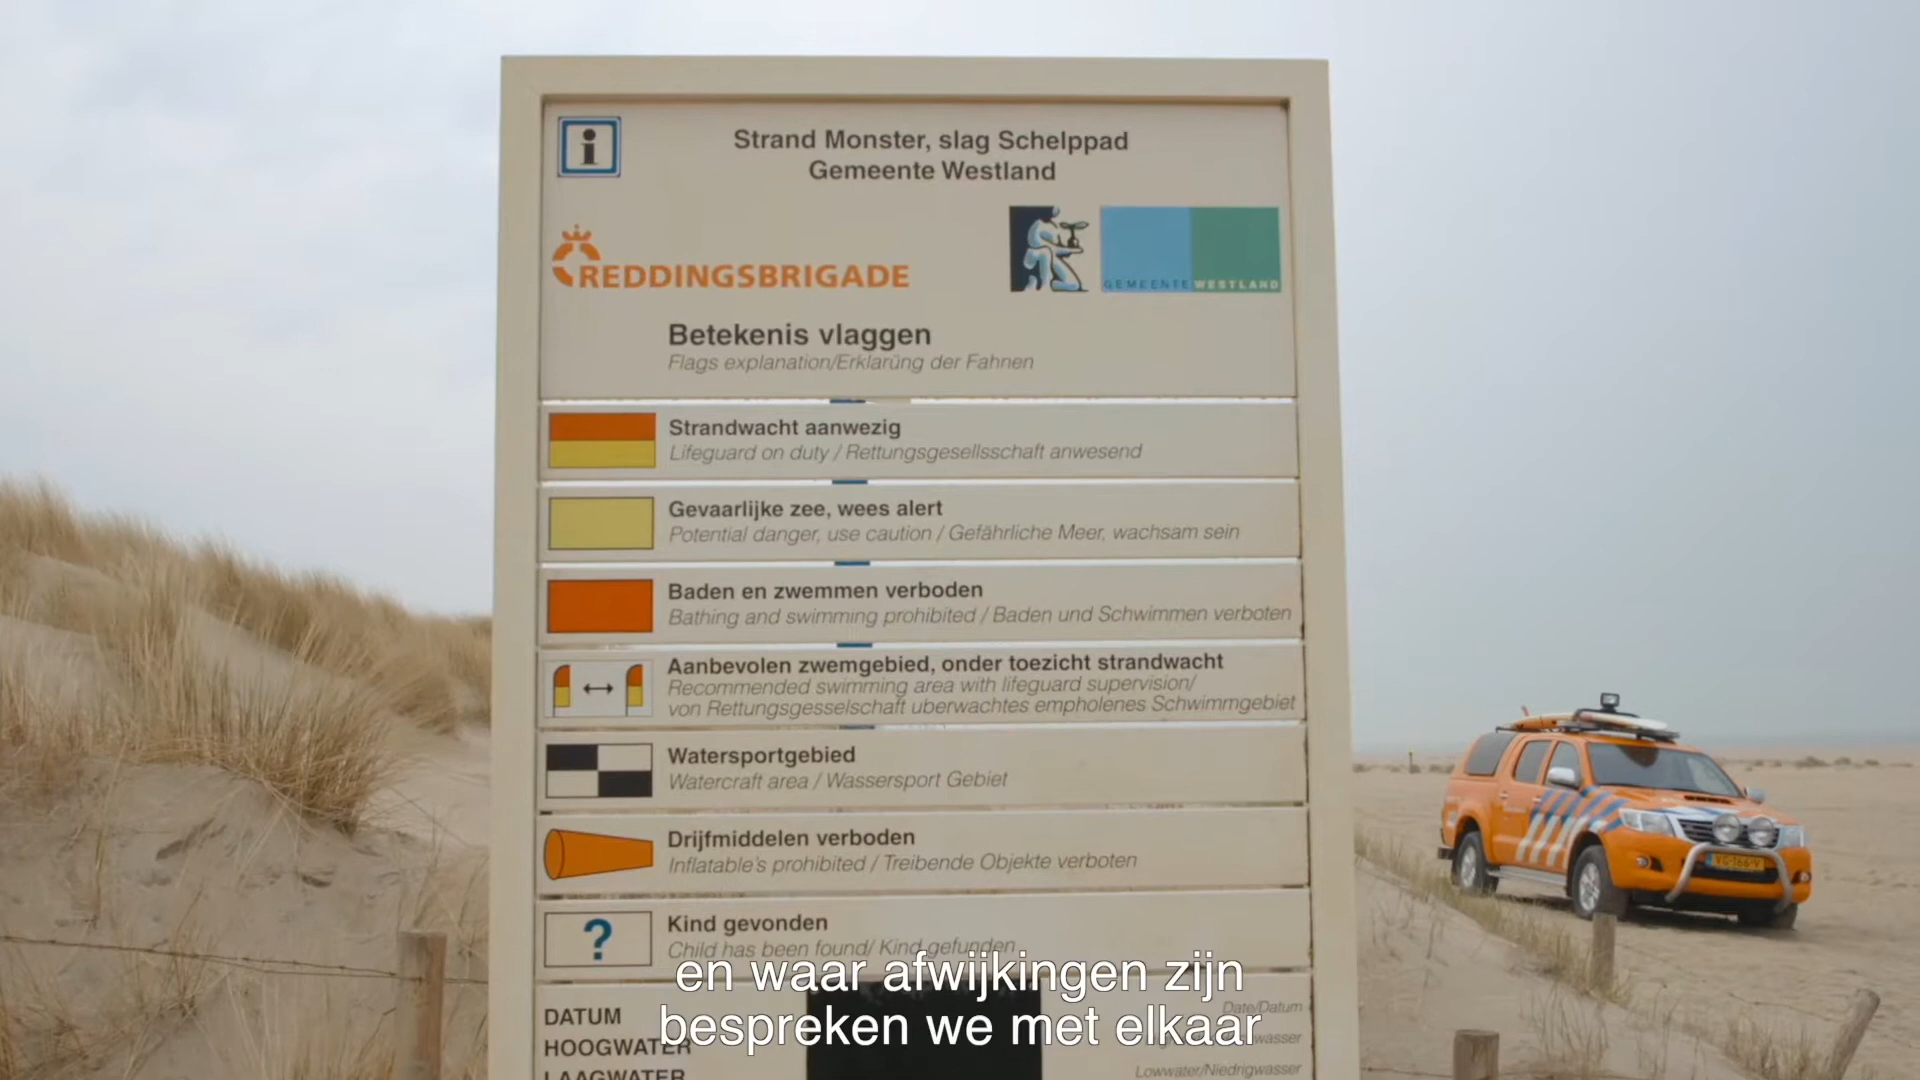 i
Strand Monster, slag Schelppad
Gemeente Westland
REDDINGSBRIGADE
GEMEENTE WESTLAND
Betekenis vlaggen
Flags explanation/Erklarüng der Fahnen
Strandwacht aanwezig
Lifeguard on duty / Rettungsgesellsschaft anwesend
Gevaarlijke zee, wees alert
Potential danger, use caution / Gefährliche Meer, wachsam sein
Baden en zwemmen verboden
Bathing and swimming prohibited / Baden und Schwimmen verboten
Aanbevolen zwemgebied, onder toezicht strandwacht
Recommended swimming area with lifeguard supervision/
von Rettungsgesselschaft uberwachtes empholenes Schwimmgebiet
Watersportgebied
Watercraft area / Wassersport Gebiet
Drijfmiddelen verboden
Inflatable's prohibited / Treibende Objekte verboten
?
Kind gevonden
Child has been found/ Kind gefunden
en waar afwijkingen zijn
bespreken we met elkaar
DATUM
Date/Datum
HOOGWATER
LAAGWATER
Lowwater/Niedrigwasser